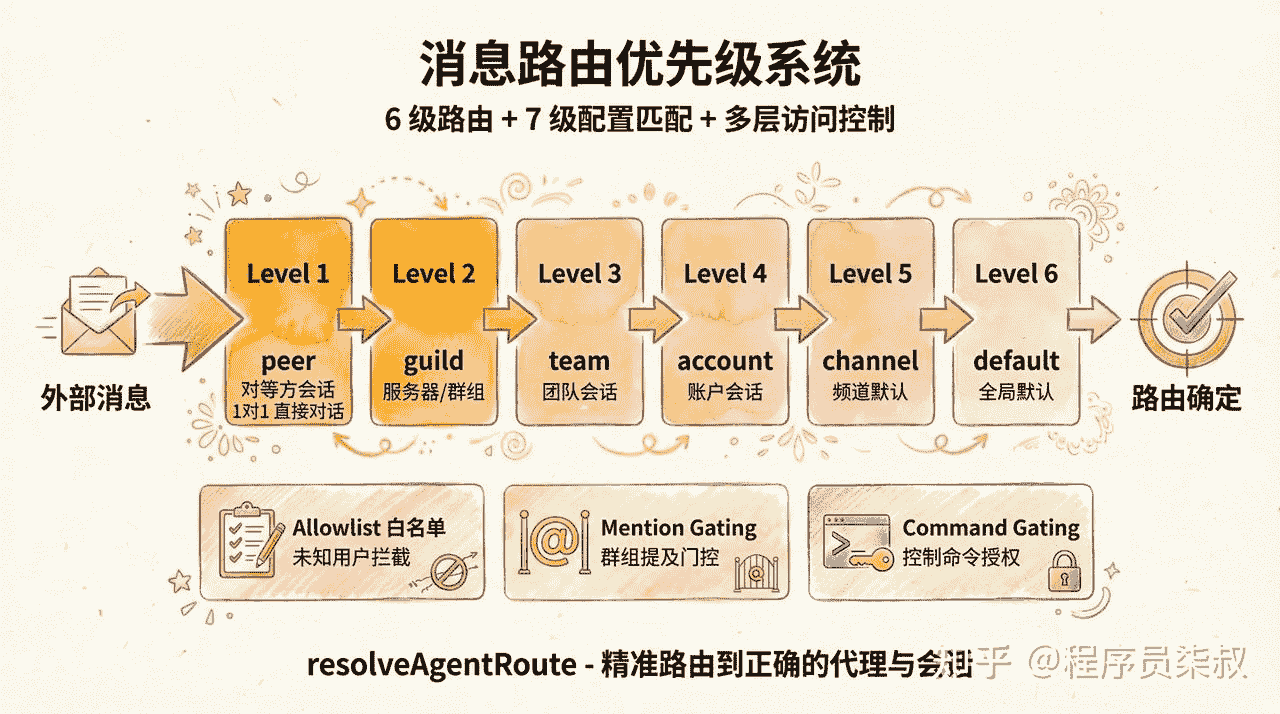 消息路由优先级系统
6 级路由 + 7 级配置匹配 + 多层访问控制
外部消息
Level 1
peer
对等方会话
1对1 直接对话
Level 2
guild
服务器/群组
Level 3
team
团队会话
Level 4
account
账户会话
Level 5
channel
频道默认
Level 6
default
全局默认
路由确定
Allowlist 白名单
未知用户拦截
@
Mention Gating
群组提及门控
@
Command Gating
控制命令授权
resolveAgentRoute - 精准路由到正确的代理与会
知乎 @程序员柒叔